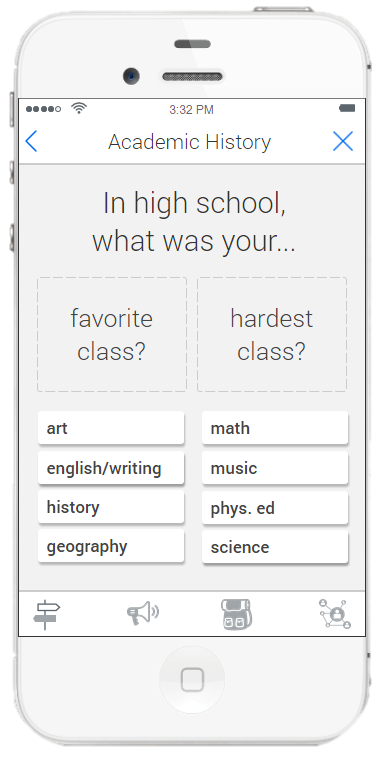 3:32 PM
Academic History
In high school,
what was your...
favorite
class?
hardest
class?
art
math
english/writing
music
history
phys. ed
geography
science